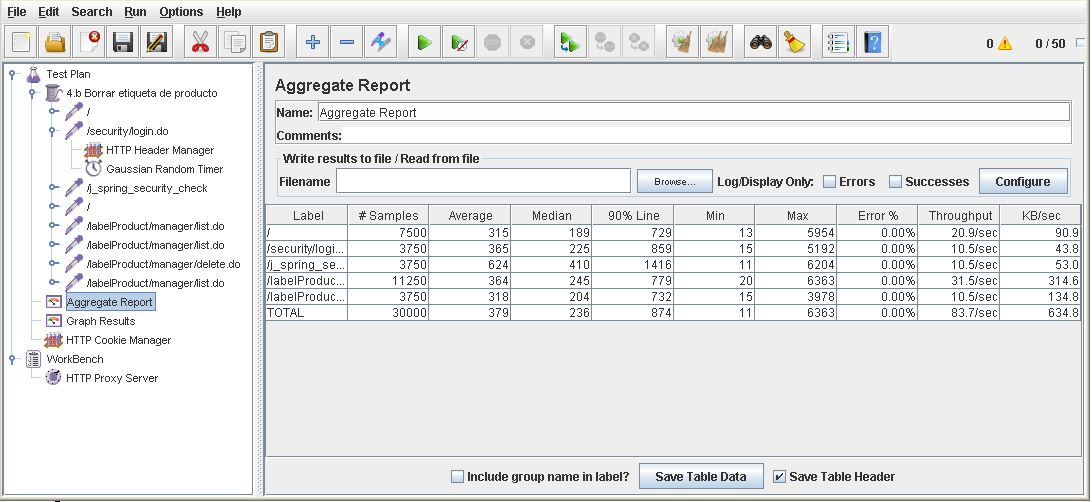 File Edit Search Run Options Help
0 0 / 50
Test Plan
4.b Borrar etiqueta de producto
/
/security/login.do
HTTP Header Manager
Gaussian Random Timer
/j_spring_security_check
/
/labelProduct/manager/list.do
/labelProduct/manager/list.do
/labelProduct/manager/delete.do
/labelProduct/manager/list.do
Aggregate Report
Graph Results
HTTP Cookie Manager
WorkBench
HTTP Proxy Server
Aggregate Report
Name: Aggregate Report
Comments:
Write results to file / Read from file
Filename Browse... Log/Display Only: Errors Successes Configure
Label # Samples Average Median 90% Line Min Max Error % Throughput KB/sec
/ 7500 315 189 729 13 5954 0.00% 20.9/sec 90.9
/security/logi... 3750 365 225 859 15 5192 0.00% 10.5/sec 43.8
/j_spring_se... 3750 624 410 1416 11 6204 0.00% 10.5/sec 53.0
/labelProduc... 11250 364 245 779 20 6363 0.00% 31.5/sec 314.6
/labelProduc... 3750 318 204 732 15 3978 0.00% 10.5/sec 134.8
TOTAL 30000 379 236 874 11 6363 0.00% 83.7/sec 634.8
Include group name in label? Save Table Data Save Table Header